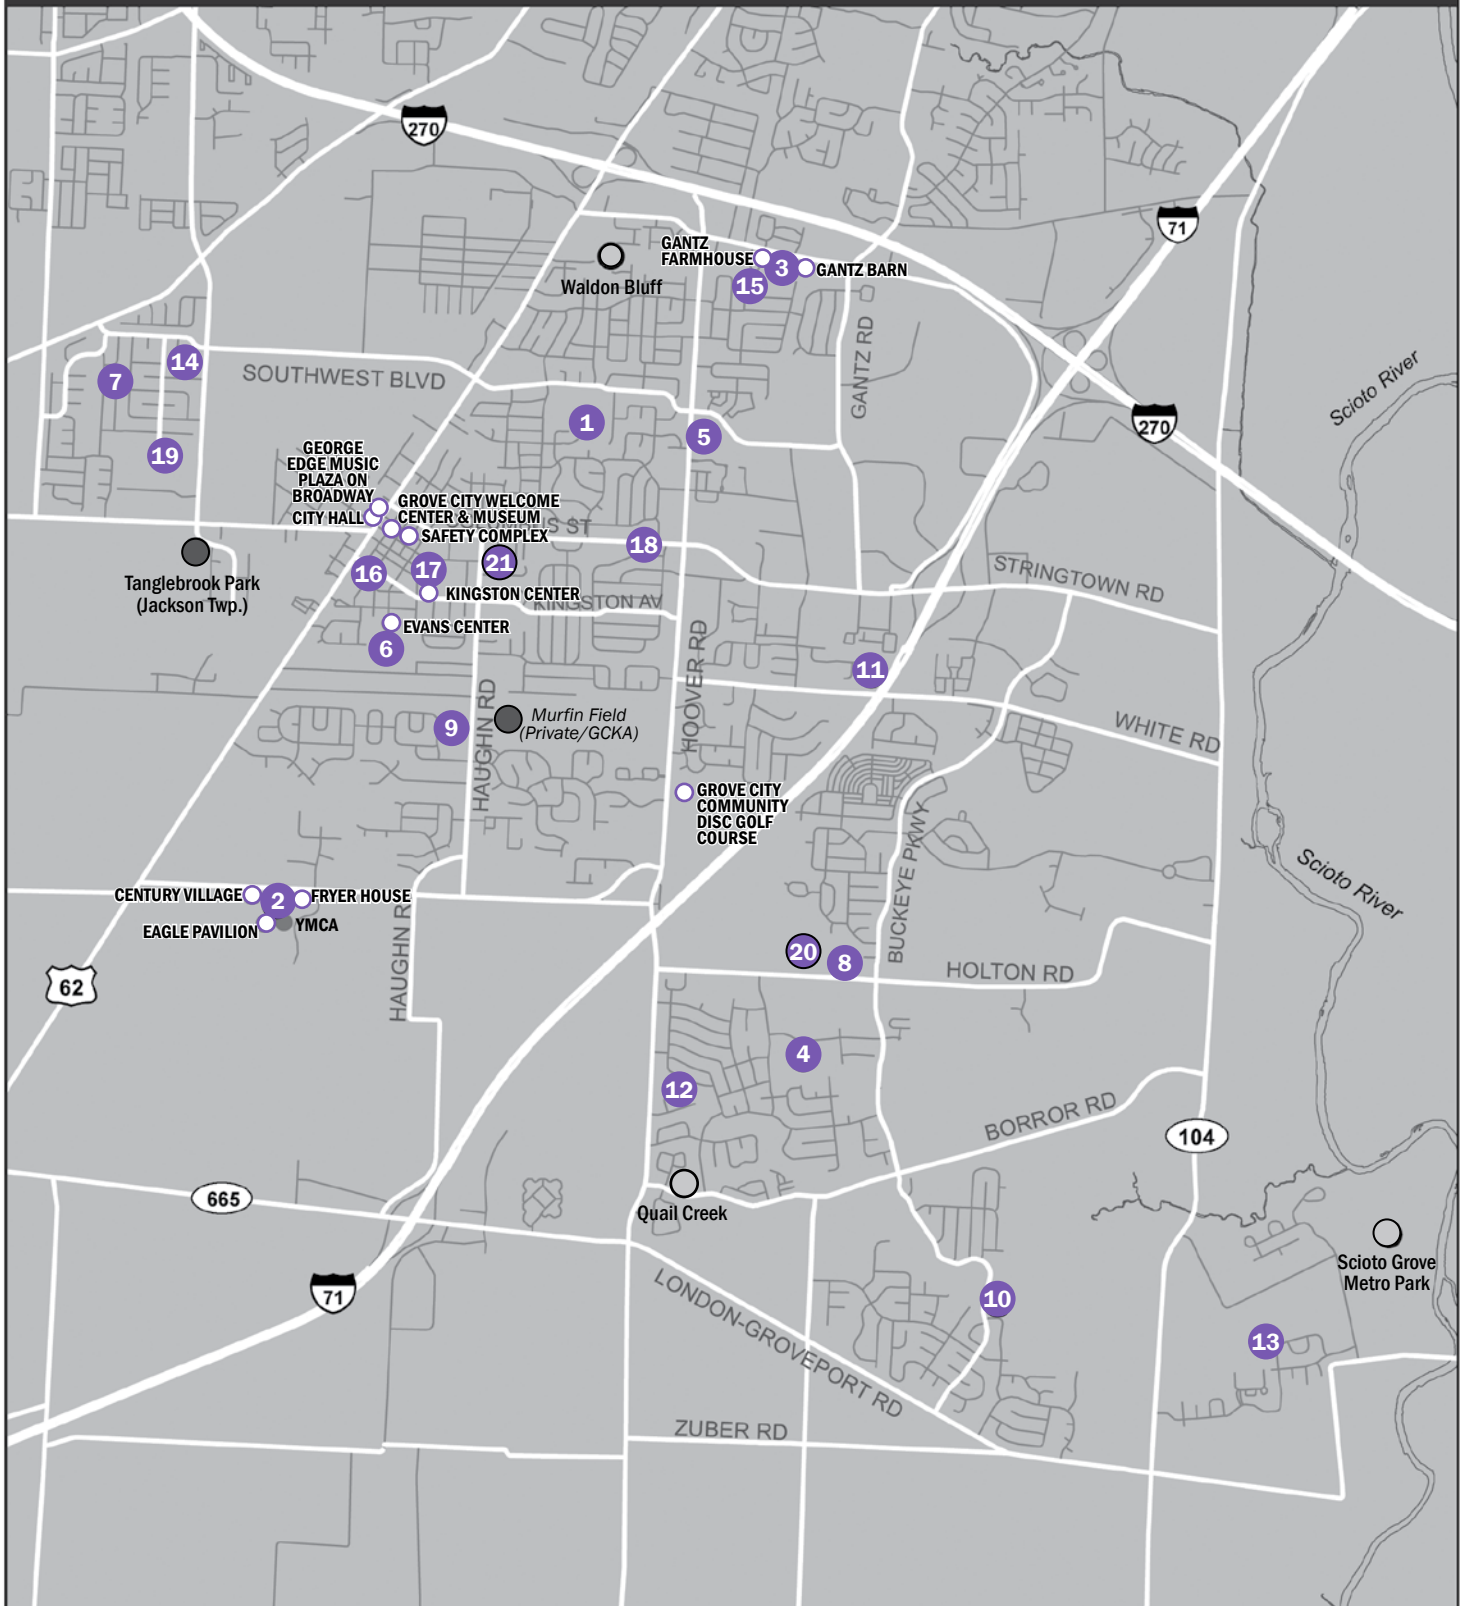 270
71
GANTZ
FARMHOUSE
3
GANTZ BARN
15
Waldon Bluff
GANTZ RD
Scioto River
14
7
SOUTHWEST BLVD
1
5
270
19
GEORGE
EDGE MUSIC
PLAZA ON
BROADWAY
CITY HALL
GROVE CITY WELCOME
CENTER & MUSEUM
ST
SAFETY COMPLEX
18
21
Tanglebrook Park
(Jackson Twp.)
16
17
KINGSTON CENTER
KINGSTON AV
STRINGTOWN RD
EVANS CENTER
6
HOOVER RD
11
HAUGHN RD
9
Murfin Field
(Private/GCKA)
WHITE RD
GROVE CITY
COMMUNITY
DISC GOLF
COURSE
BUCKEYE PKWY
Scioto River
CENTURY VILLAGE
2
FRYER HOUSE
EAGLE PAVILION
YMCA
HAUGHN R
62
20
8
HOLTON RD
4
12
BORROR RD
104
665
Quail Creek
Scioto Grove
Metro Park
71
LONDON-GROVEPORT RD
10
13
ZUBER RD